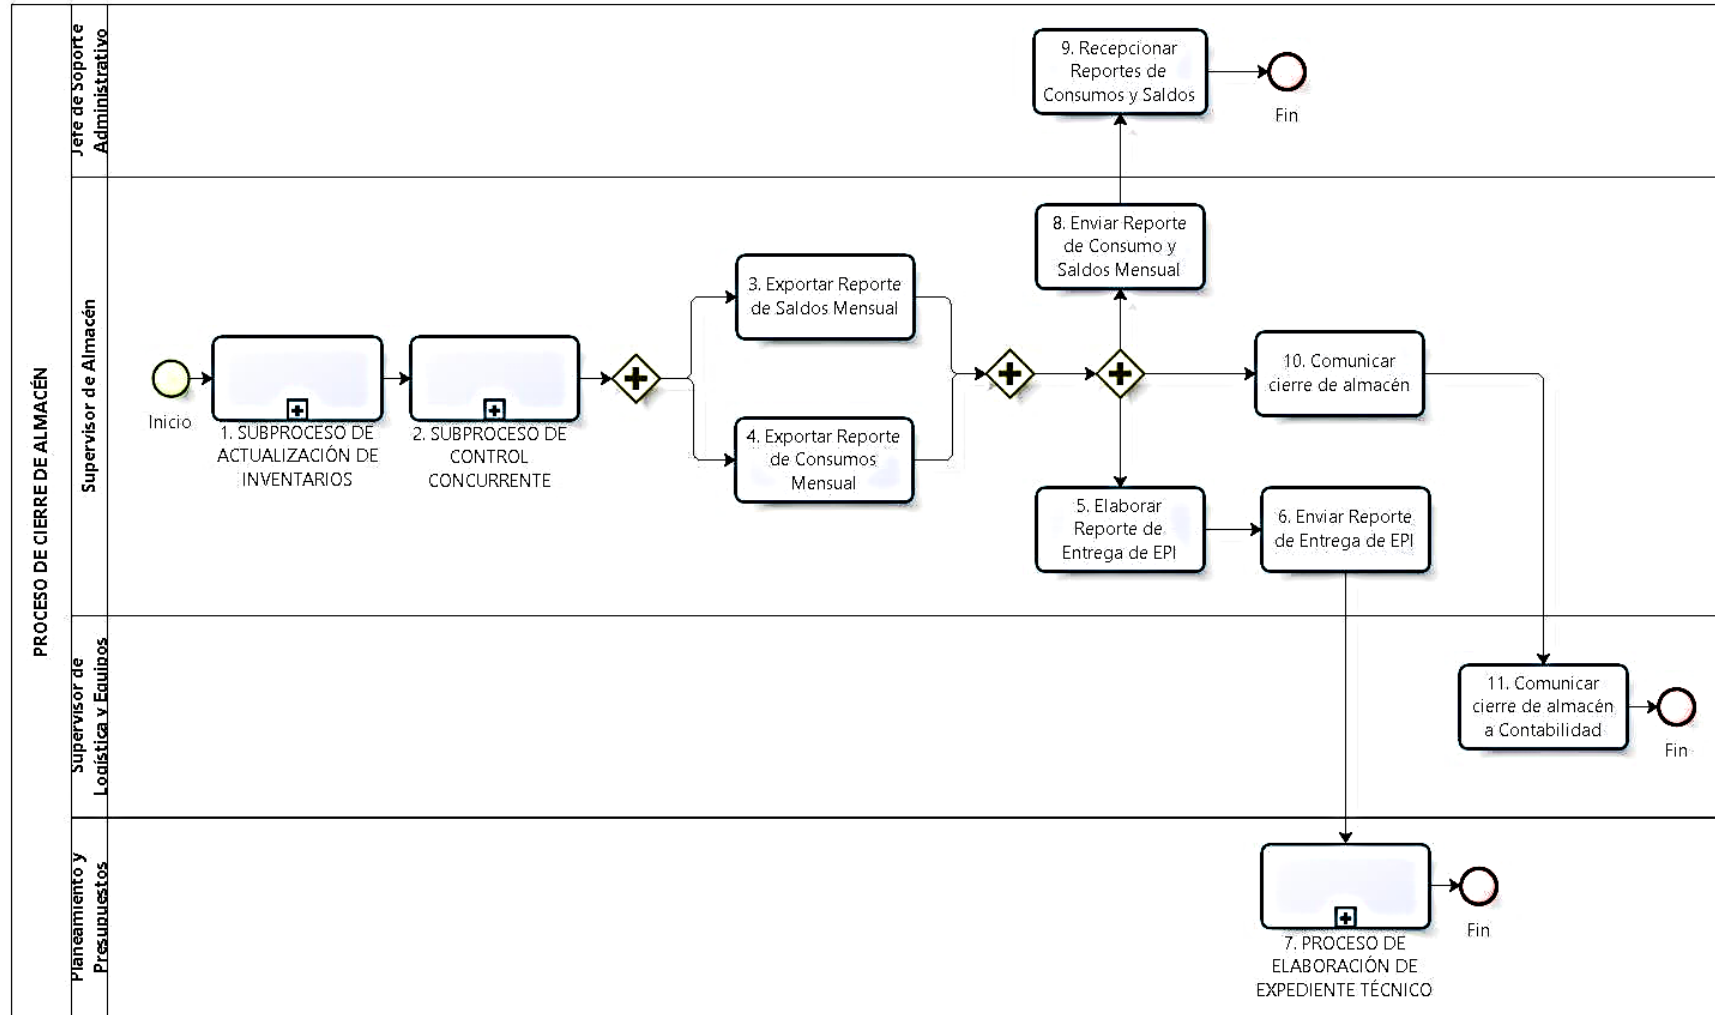 PROCESO DE CIERRE DE ALMACÉN
Jefe de Soporte
Administrativo
9. Recepcionar
Reportes de
Consumos y Saldos
Fin
Supervisor de Almacén
Inicio
1. SUBPROCESO DE
ACTUALIZACIÓN DE
INVENTARIOS
2. SUBPROCESO DE
CONTROL
CONCURRENTE
3. Exportar Reporte
de Saldos Mensual
4. Exportar Reporte
de Consumos
Mensual
8. Enviar Reporte
de Consumo y
Saldos Mensual
10. Comunicar
cierre de almacén
5. Elaborar
Reporte de
Entrega de EPI
6. Enviar Reporte
de Entrega de EPI
Supervisor de
Logística y Equipos
11. Comunicar
cierre de almacén
a Contabilidad
Fin
Planeamiento y
Presupuestos
7. PROCESO DE
ELABORACIÓN DE
EXPEDIENTE TÉCNICO
Fin